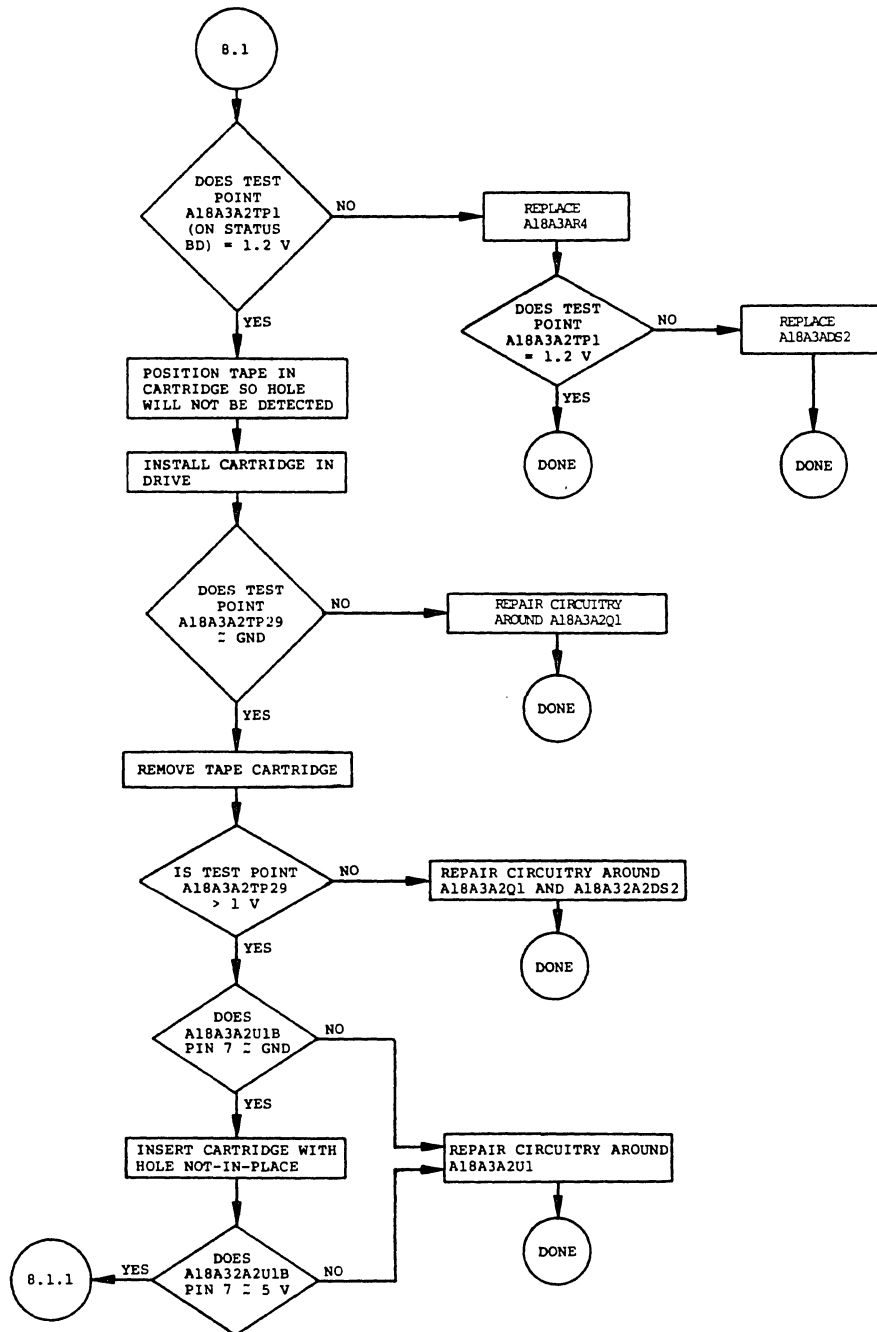 8.1
DOES TEST
POINT
A18A3A2TP1
(ON STATUS
BD) = 1.2 V
NO
REPLACE
A18A3AR4
YES
DOES TEST
POINT
A18A3A2TP1
= 1.2 V
NO
REPLACE
A18A3ADS2
YES
DONE
DONE
POSITION TAPE IN
CARTRIDGE SO HOLE
WILL NOT BE DETECTED
INSTALL CARTRIDGE IN
DRIVE
DOES TEST
POINT
A18A3A2TP29
≃ GND
NO
REPAIR CIRCUITRY
AROUND A18A3A2Q1
DONE
YES
REMOVE TAPE CARTRIDGE
IS TEST POINT
A18A3A2TP29
> 1 V
NO
REPAIR CIRCUITRY AROUND
A18A3A2Q1 AND A18A32A2DS2
DONE
YES
DOES
A18A3A2U1B
PIN 7 ≃ GND
NO
YES
INSERT CARTRIDGE WITH
HOLE NOT-IN-PLACE
REPAIR CIRCUITRY AROUND
A18A3A2U1
DONE
DOES
A18A32A2U1B
PIN 7 ≃ 5 V
NO
YES
8.1.1